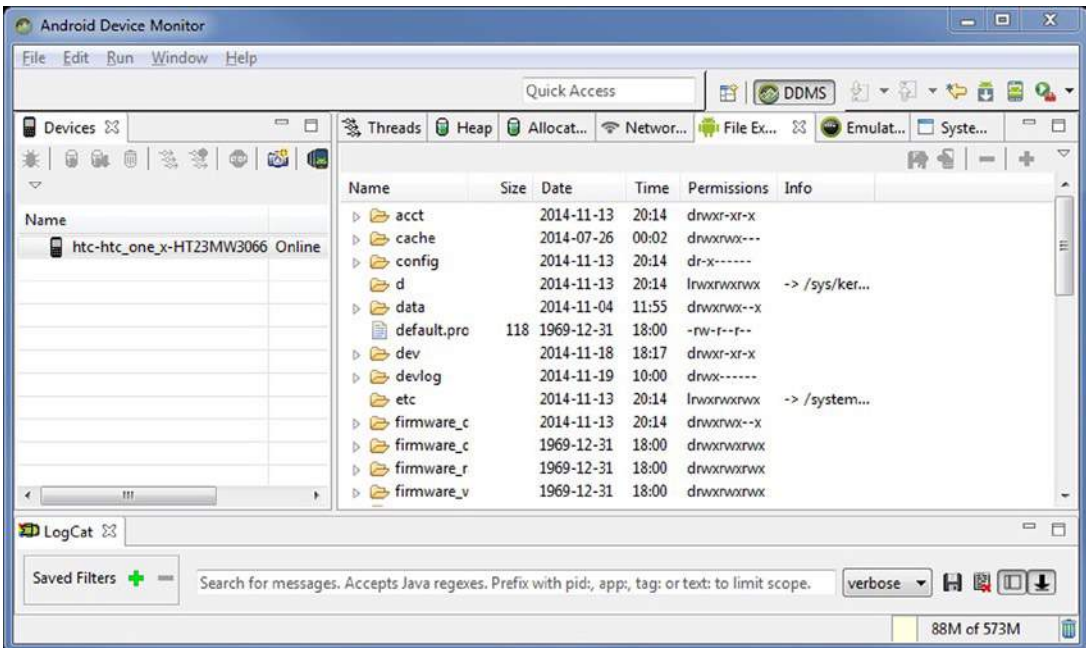 Android Device Monitor
File Edit Run Window Help
Quick Access DDMS
Devices
Threads Heap Allocat... Networ... File Ex... Emulat... Syste...
Name
htc-htc_one_x-HT23MW3066 Online
Name Size Date Time Permissions Info
acct 2014-11-13 20:14 drwxr-xr-x
cache 2014-07-26 00:02 drwxrwx---
config 2014-11-13 20:14 dr-x------
d 2014-11-13 20:14 lrwxrwxrwx -> /sys/ker...
data 2014-11-04 11:55 drwxrwx--x
default.pro 118 1969-12-31 18:00 -rw-r--r--
dev 2014-11-18 18:17 drwxr-xr-x
devlog 2014-11-19 10:00 drwx------
etc 2014-11-13 20:14 lrwxrwxrwx -> /system...
firmware_c 2014-11-13 20:14 drwxrwx--x
firmware_c 1969-12-31 18:00 drwxrwxrwx
firmware_r 1969-12-31 18:00 drwxrwxrwx
firmware_v 1969-12-31 18:00 drwxrwxrwx
LogCat
Saved Filters
Search for messages. Accepts Java regexes. Prefix with pid:, app:, tag: or text: to limit scope.
verbose
88M of 573M